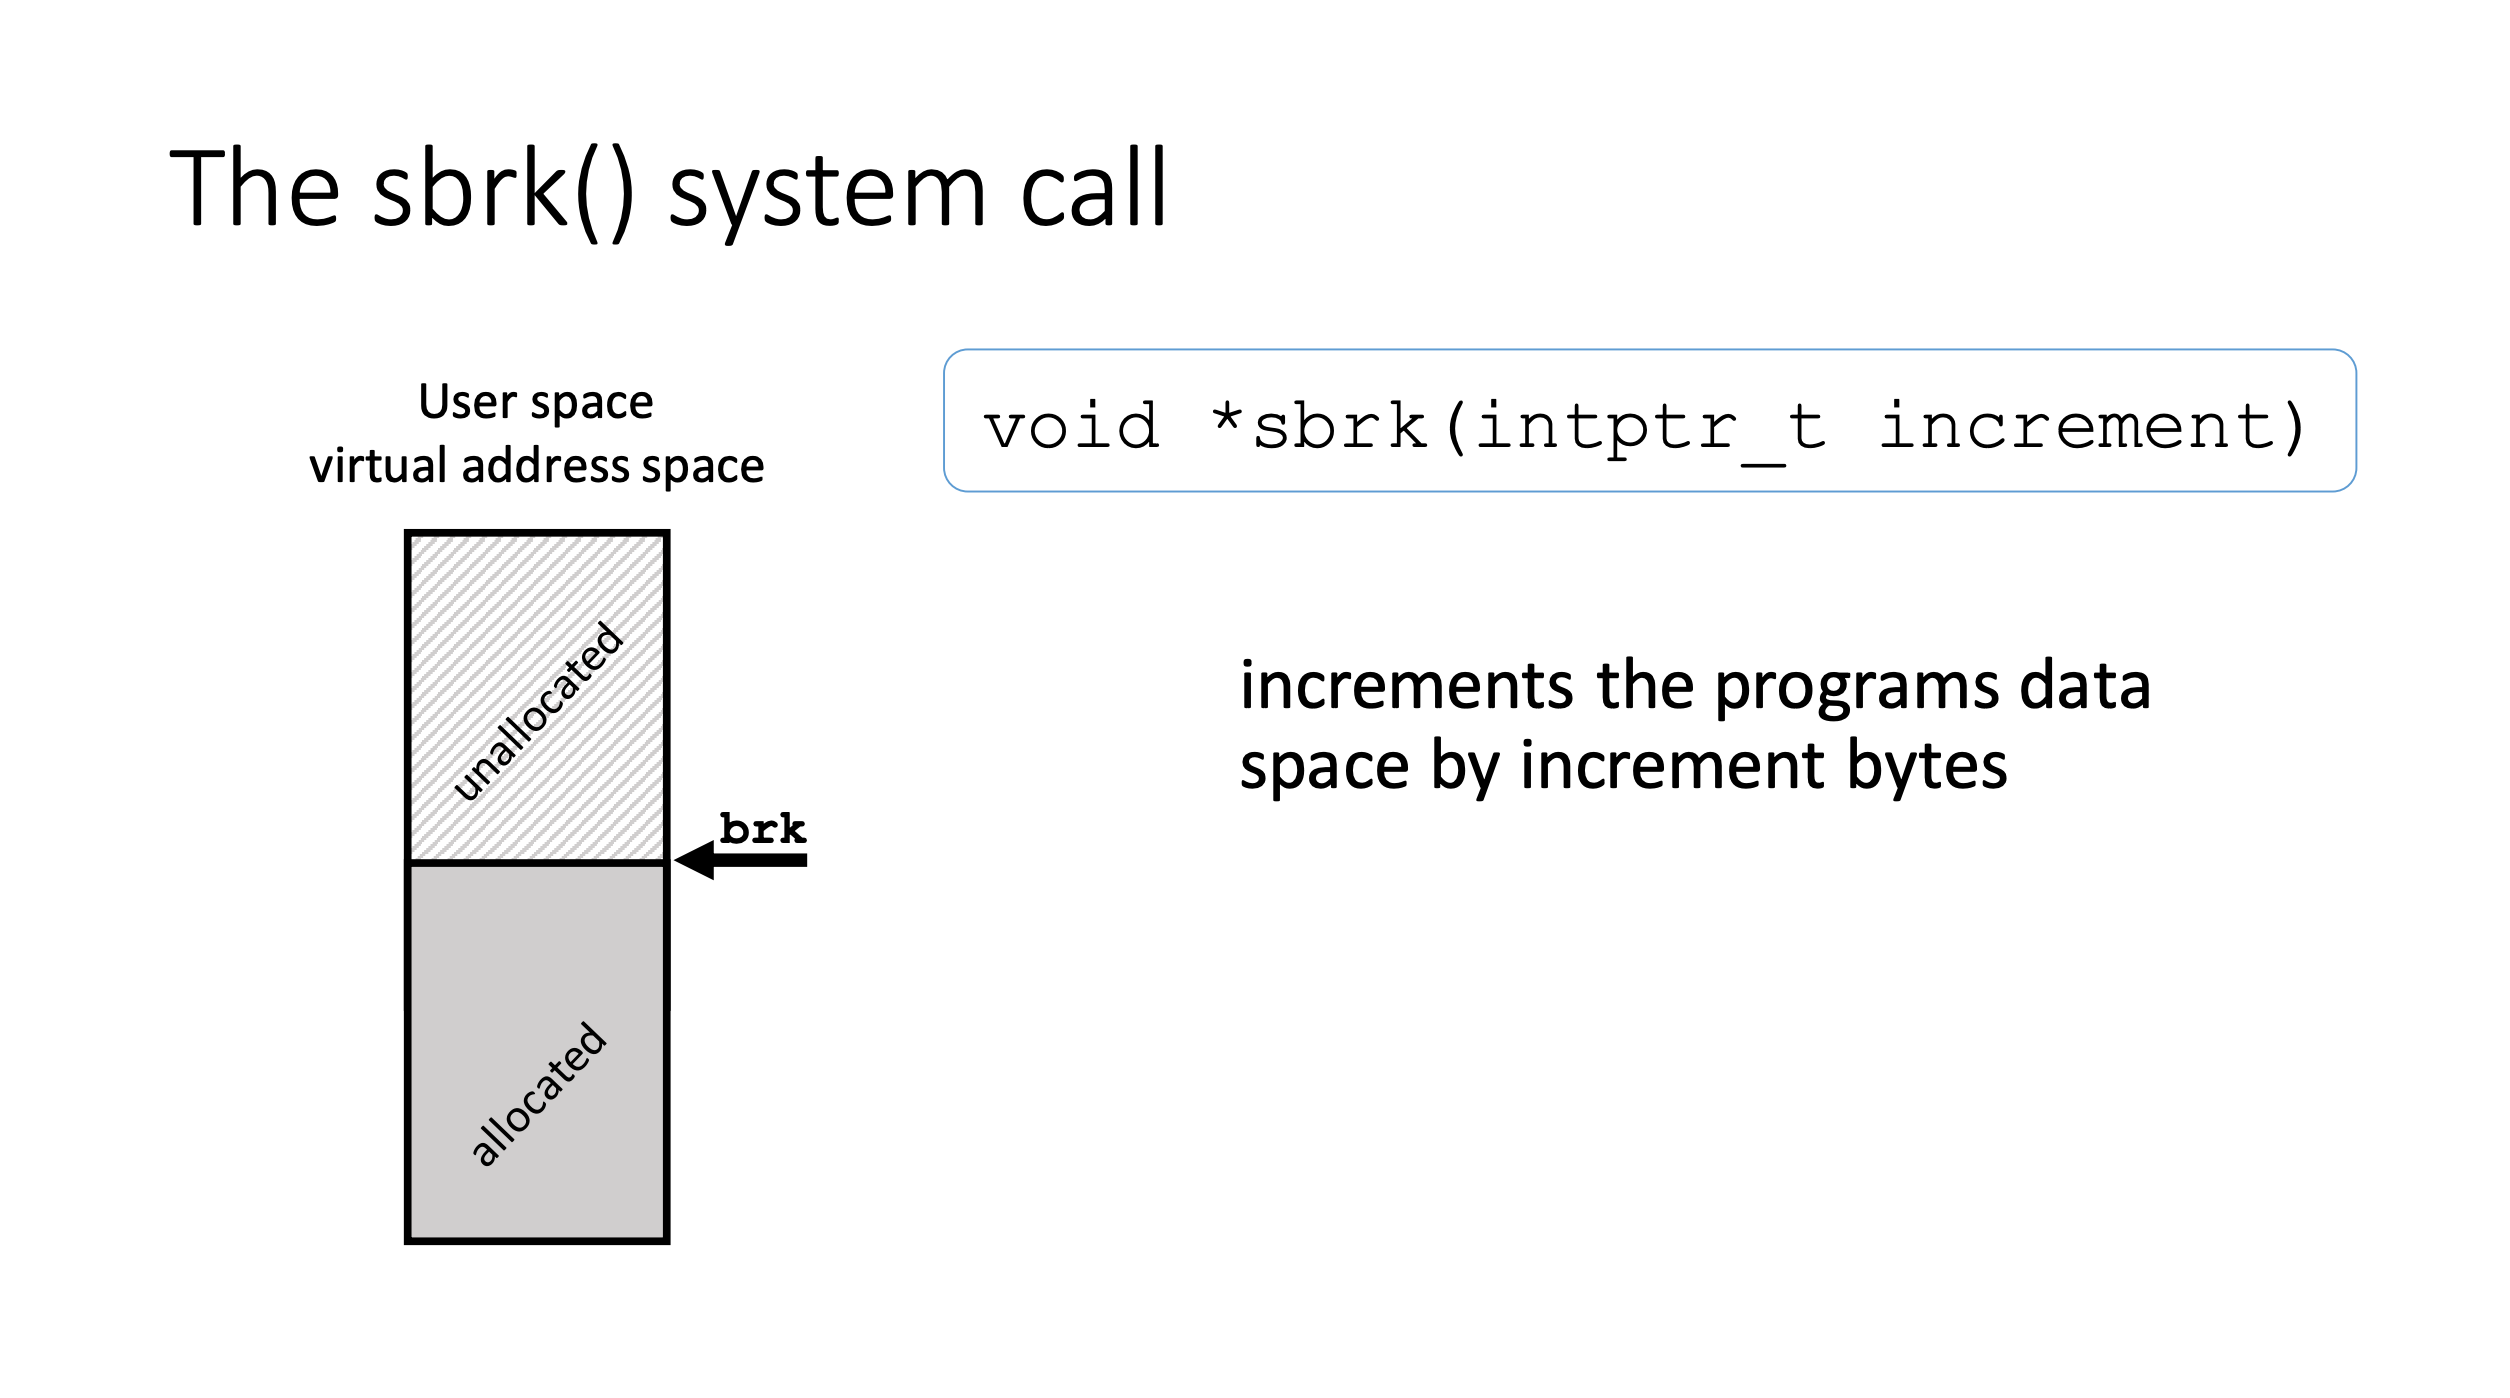 The sbrk() system call
User space
virtual address space
void *sbrk(intptr_t increment)
unallocated
increments the programs data
space by increment bytes
brk
allocated